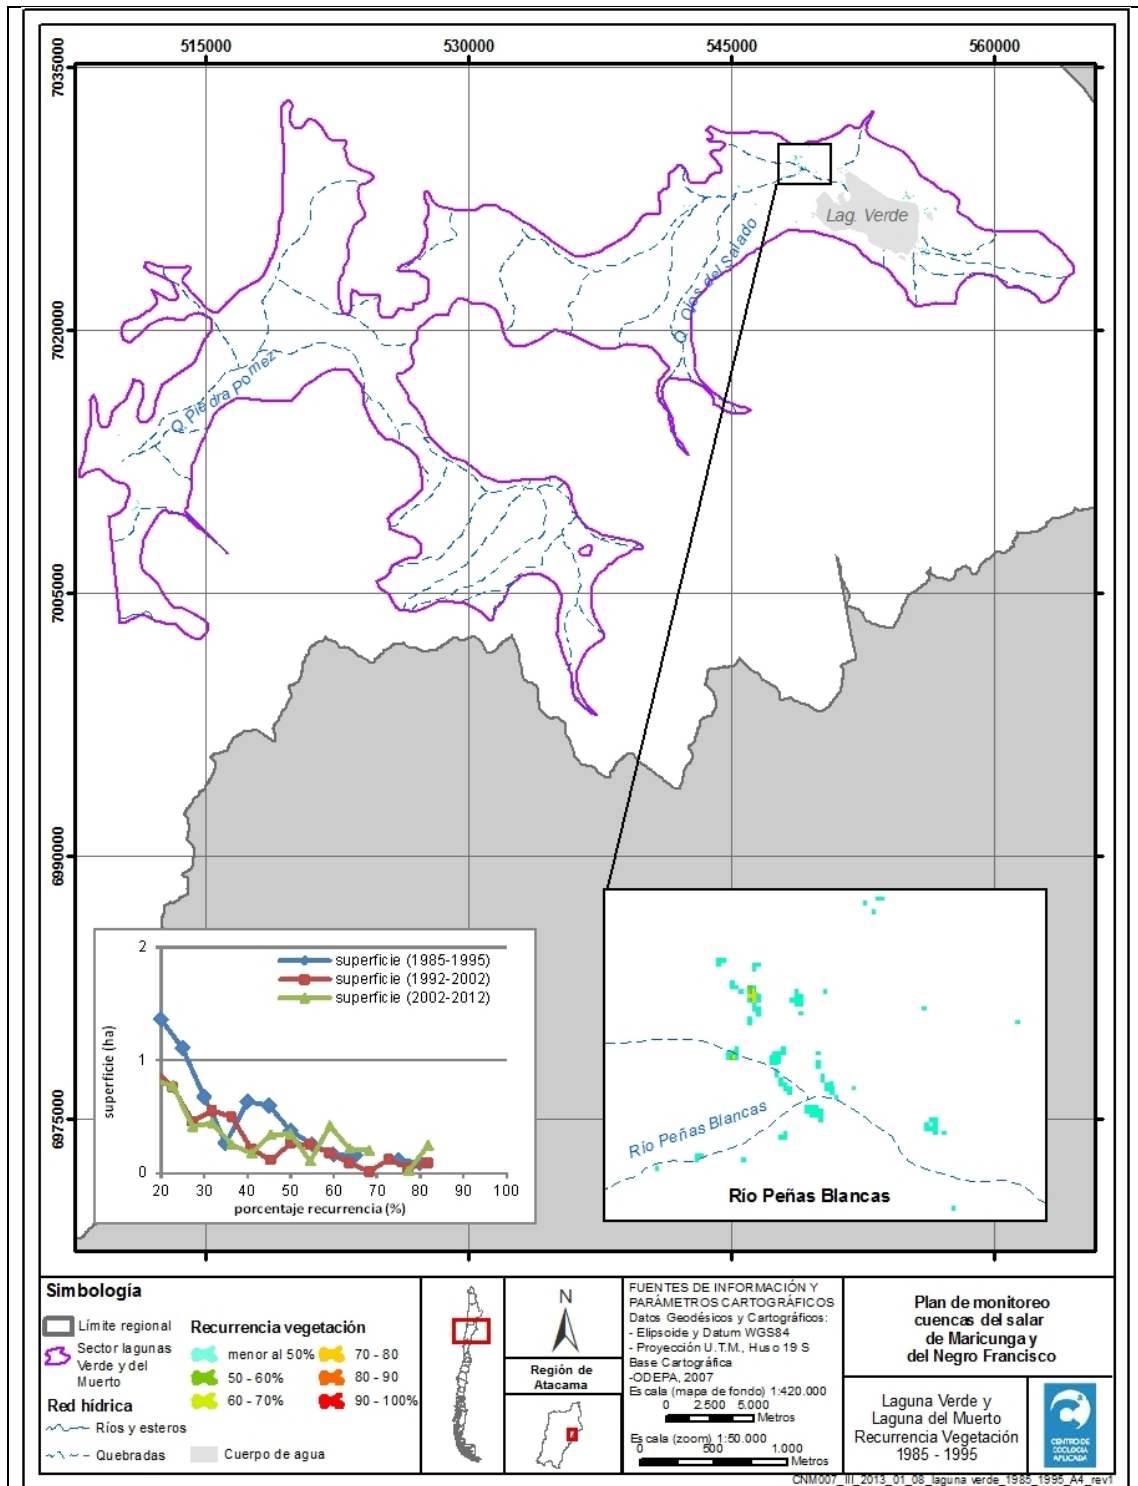 515000 530000 545000 560000
7035000
7020000
7005000
6990000
6975000
Lag. Verde
Q. Ojos del Salado
Q. Piedra Pomez
2
1
0
superficie (ha)
superficie (1985-1995)
superficie (1992-2002)
superficie (2002-2012)
20 30 40 50 60 70 80 90 100
porcentaje recurrencia (%)
Río Peñas Blancas
Río Peñas Blancas
Simbología
Límite regional
Sector lagunas
Verde y del
Muerto
Red hídrica
Ríos y esteros
Quebradas
Recurrencia vegetación
menor al 50%
50 - 60%
60 - 70%
70 - 80
80 - 90
90 - 100%
Cuerpo de agua
N
Región de
Atacama
FUENTES DE INFORMACIÓN Y
PARÁMETROS CARTOGRÁFICOS
Datos Geodésicos y Cartográficos:
- Elipsoide y Datum WGS84
- Proyección U.T.M., Huso 19 S
Base Cartográfica
-ODEPA, 2007
Escala (mapa de fondo) 1:420.000
0 2.500 5.000
Metros
Escala (zoom) 1:50.000
0 500 1.000
Metros
Plan de monitoreo
cuencas del salar
de Maricunga y
del Negro Francisco
Laguna Verde y
Laguna del Muerto
Recurrencia Vegetación
1985 - 1995
CENTRO DE
ECOLOGÍA
APLICADA
CNM007_III_2013_01_08_laguna verde_1985_1995_A4_rev1